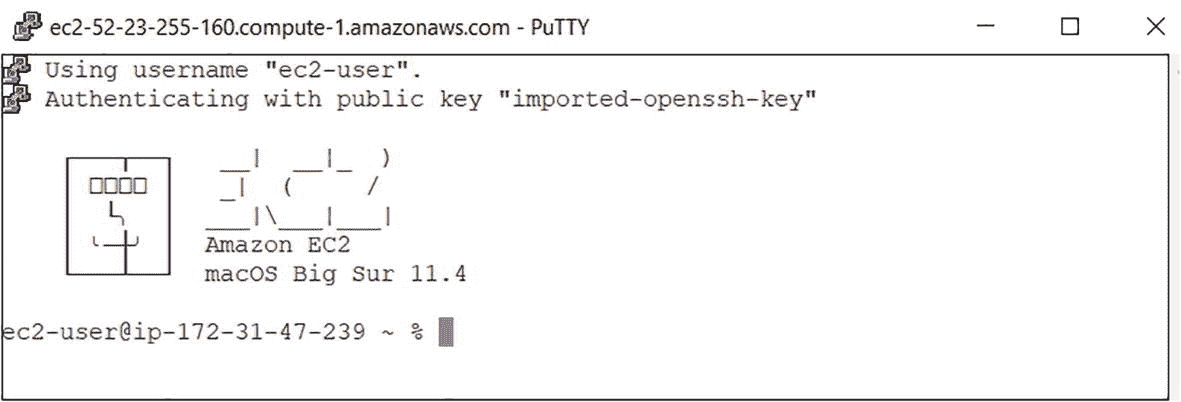 ec2-52-23-255-160.compute-1.amazonaws.com - PuTTY
Using username "ec2-user".
Authenticating with public key "imported-openssh-key"
Amazon EC2
macOS Big Sur 11.4
ec2-user@ip-172-31-47-239 ~ %